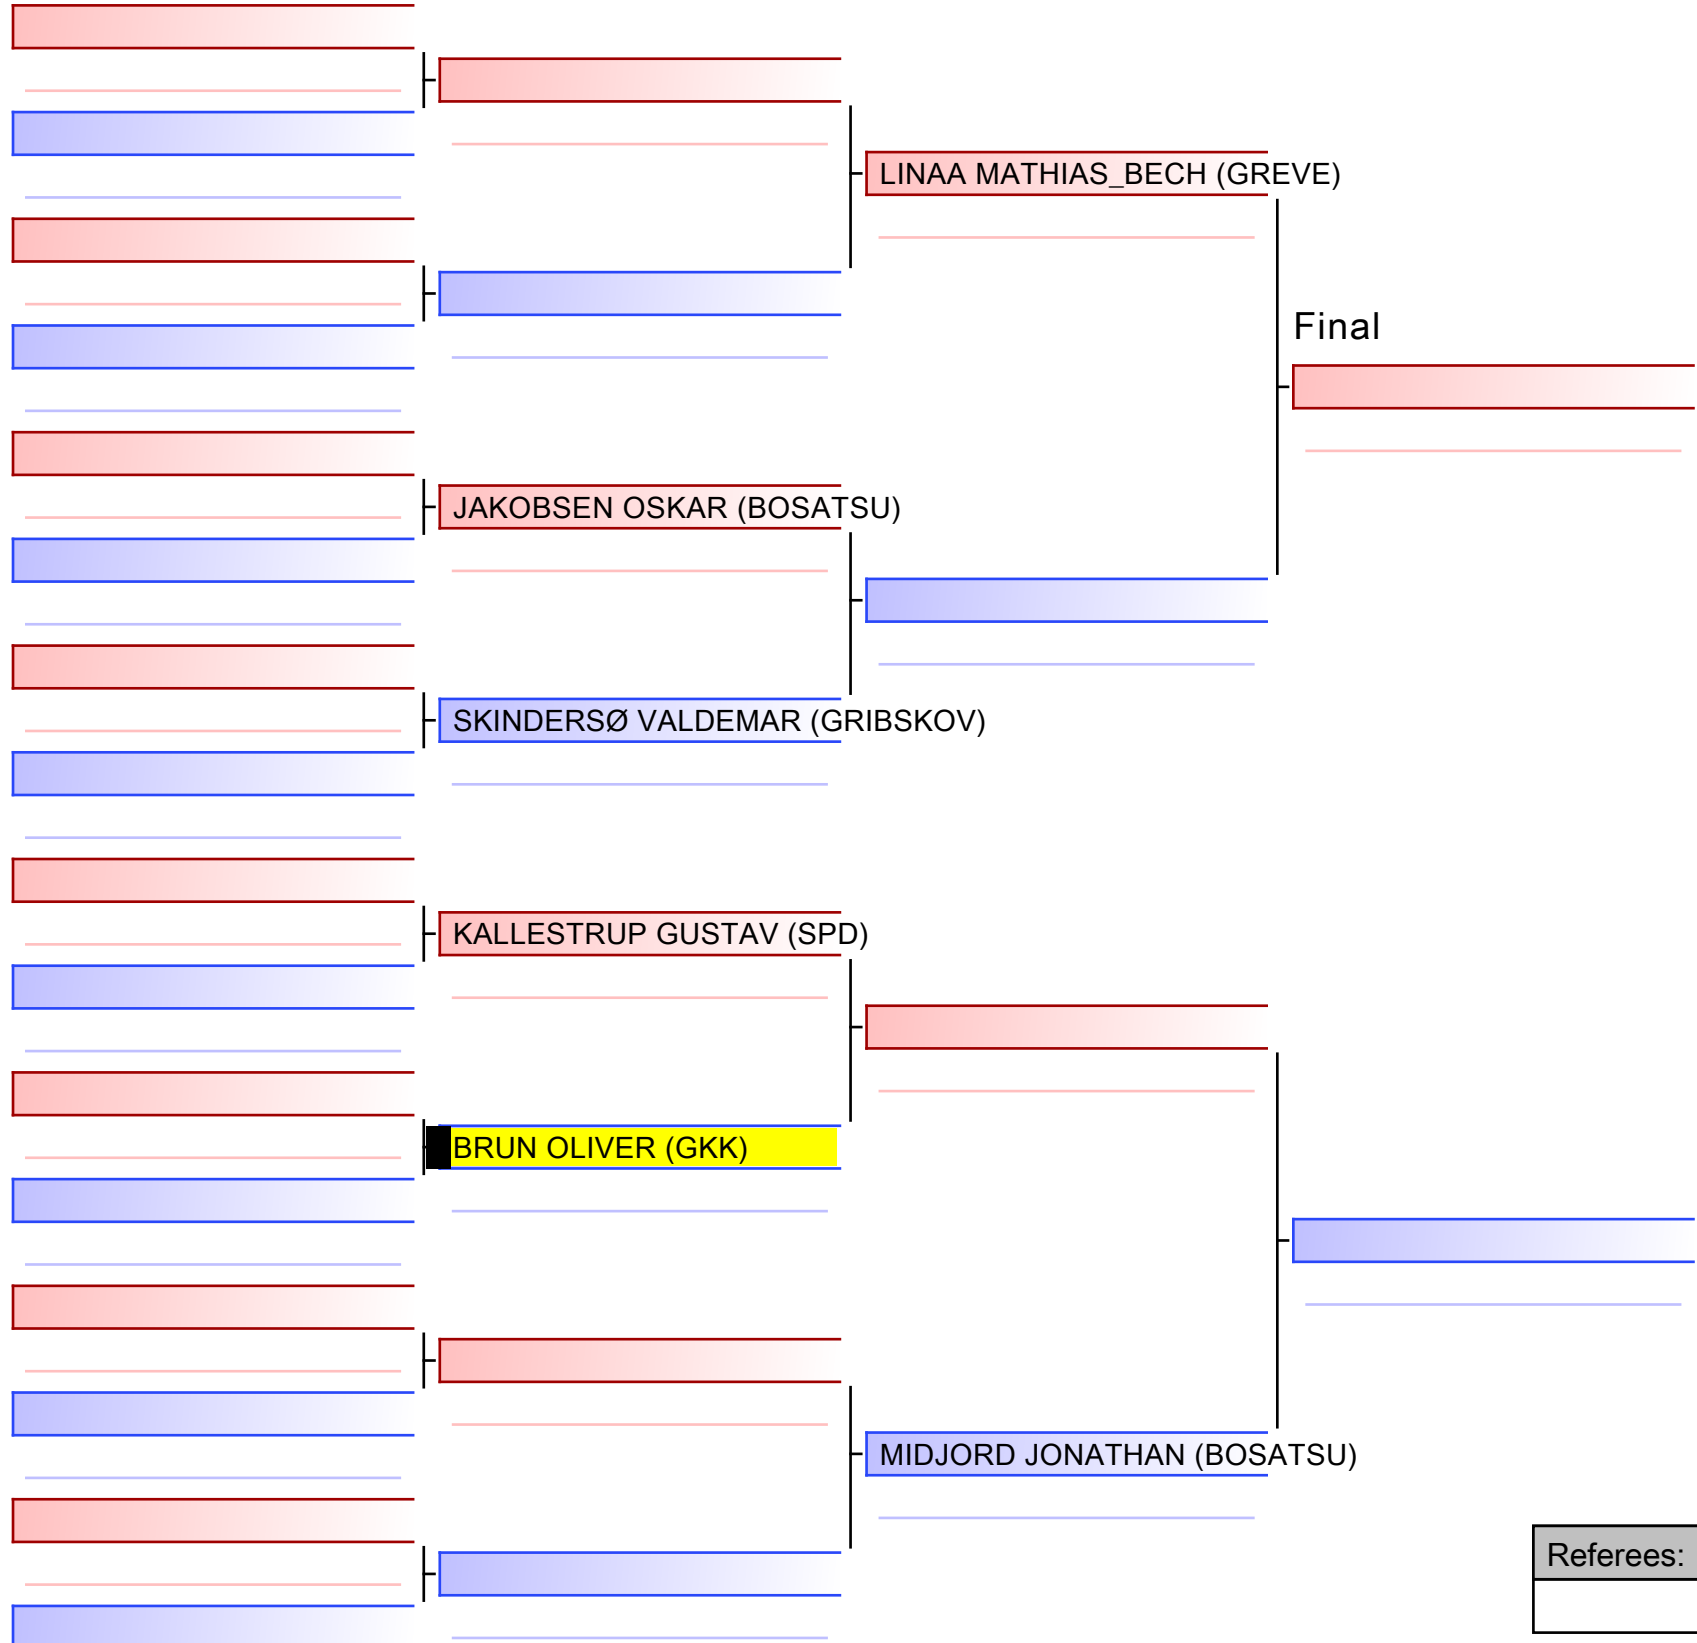 LINAA MATHIAS_BECH (GREVE)
Final
JAKOBSEN OSKAR (BOSATSU)
SKINDERSØ VALDEMAR (GRIBSKOV)
KALLESTRUP GUSTAV (SPD)
BRUN OLIVER (GKK)
MIDJORD JONATHAN (BOSATSU)
Referees: